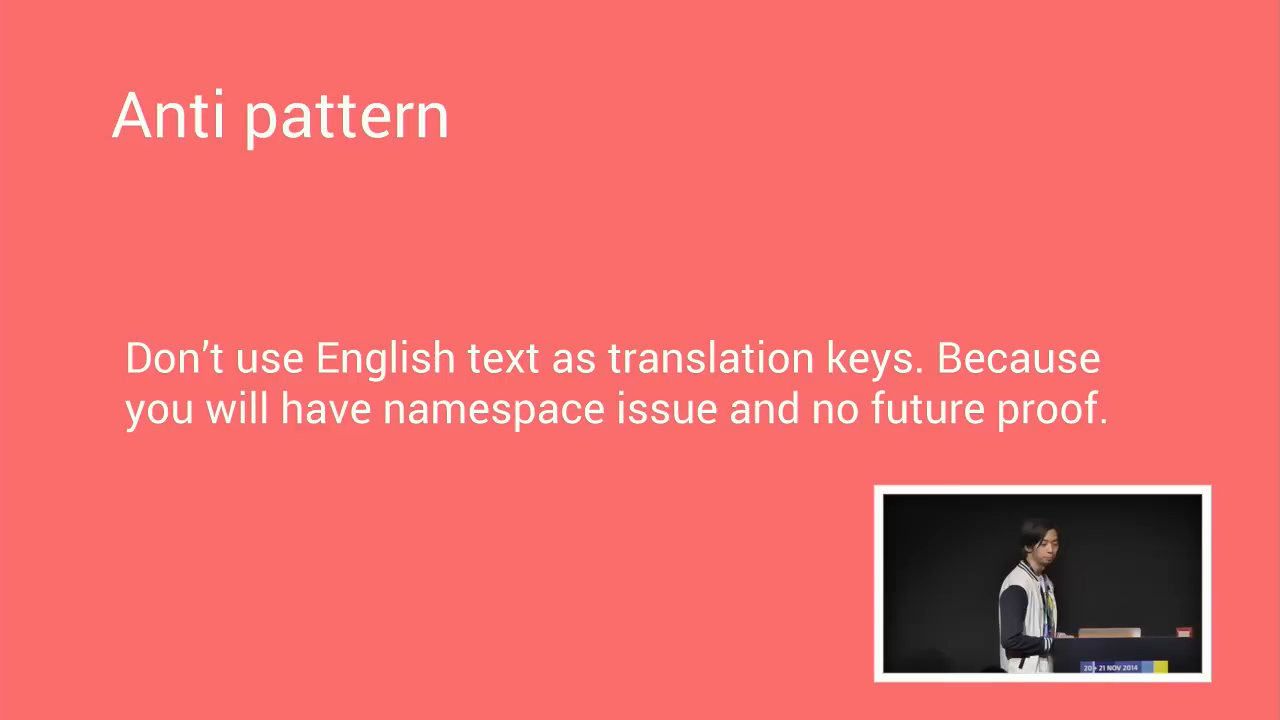 Anti pattern
Don't use English text as translation keys. Because
you will have namespace issue and no future proof.
20 21 NOV 2014